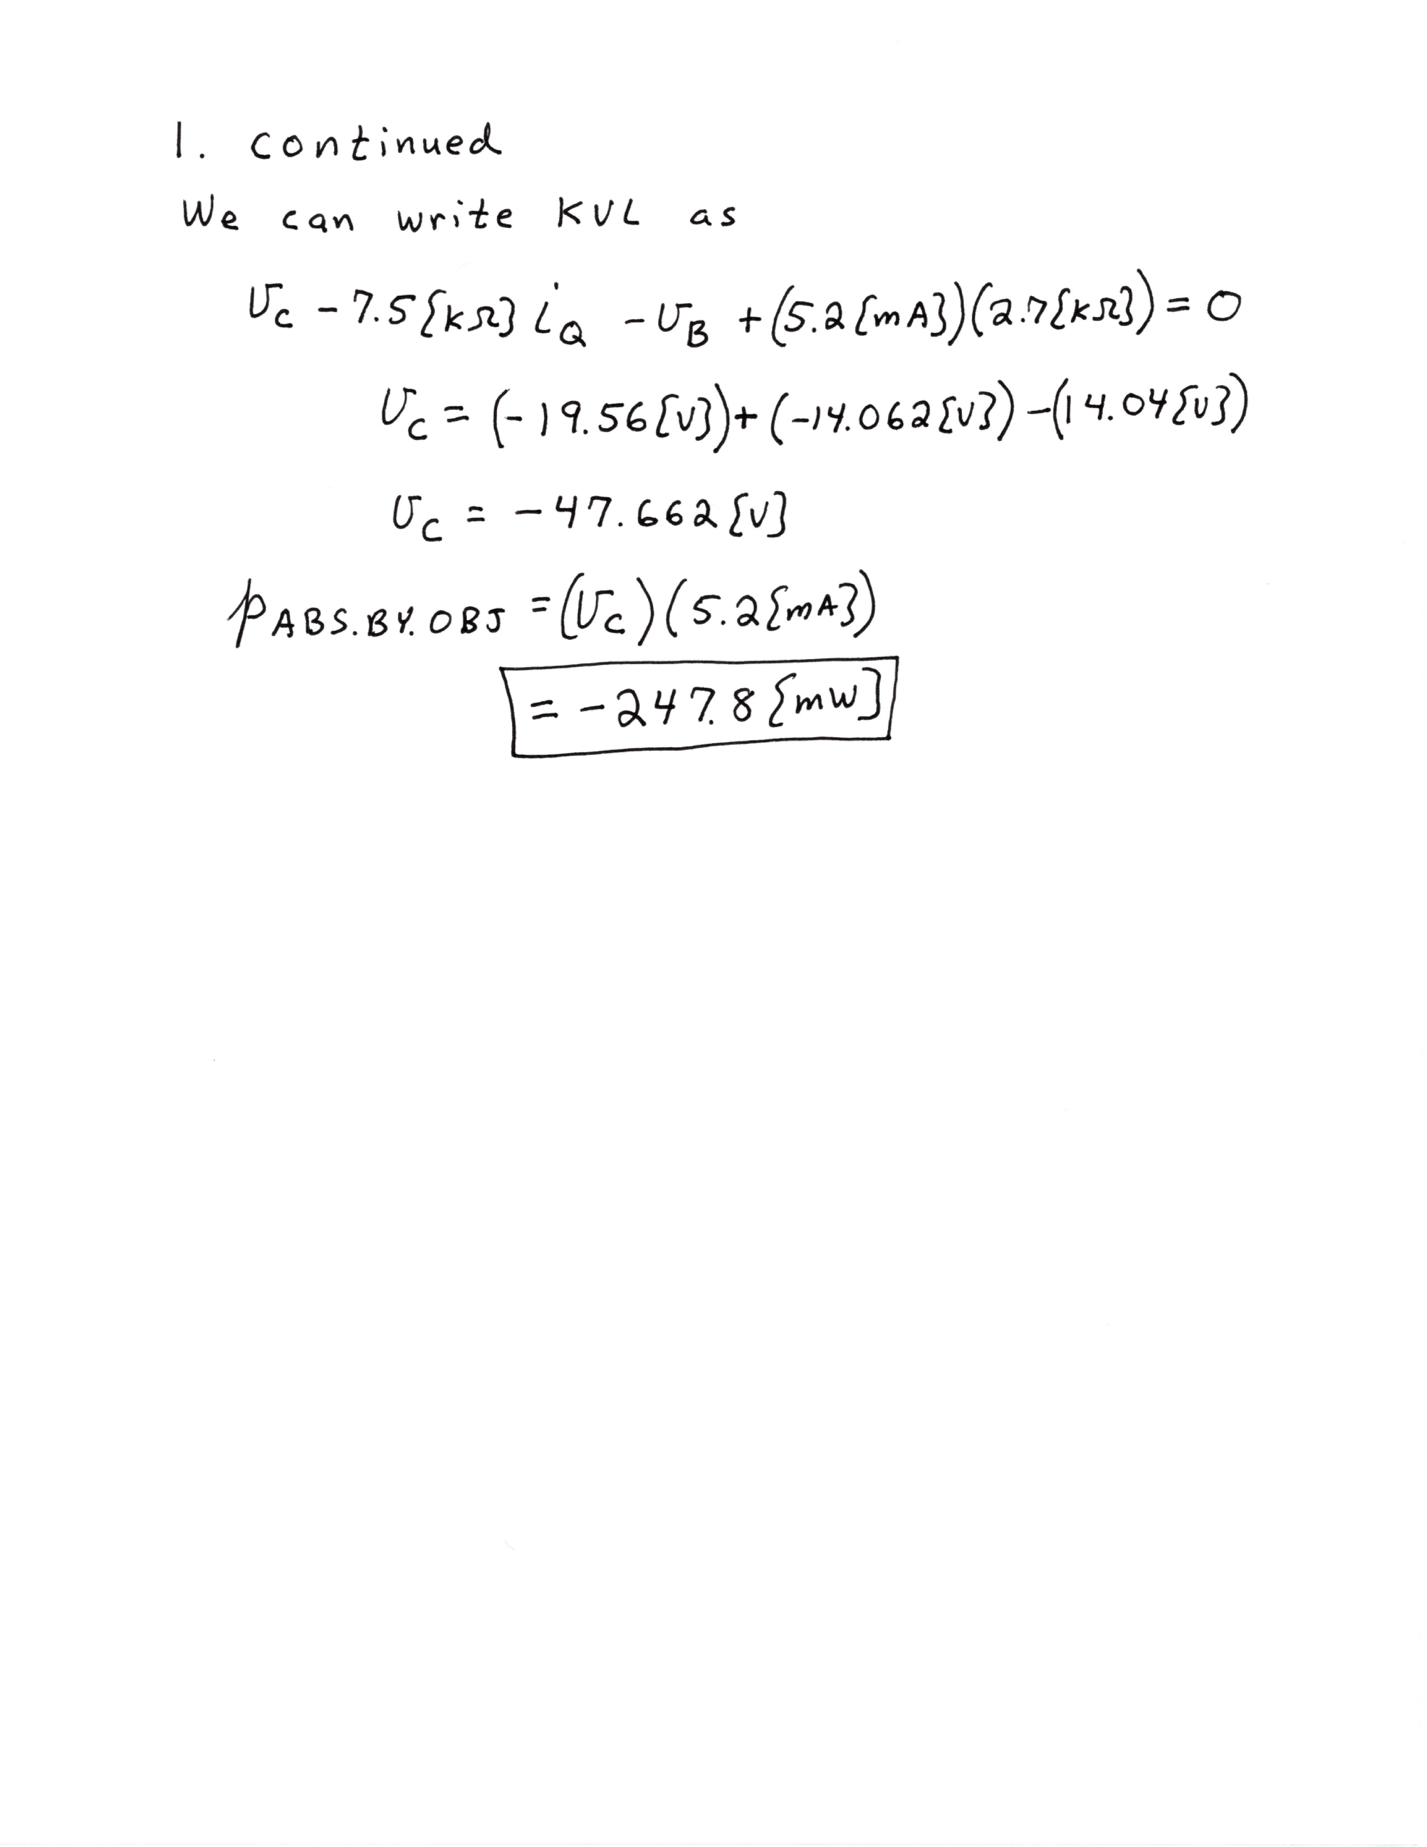 1. continued
We can write KVL as
v_C - 7.5[kΩ] i_Q - v_B + (5.2[mA])(2.7[kΩ]) = 0
v_C = (-19.56[V]) + (-14.062[V]) - (14.04[V])
v_C = -47.662[V]
p_ABS.BY.OBJ = (v_C)(5.2[mA])
= -247.8[mW]